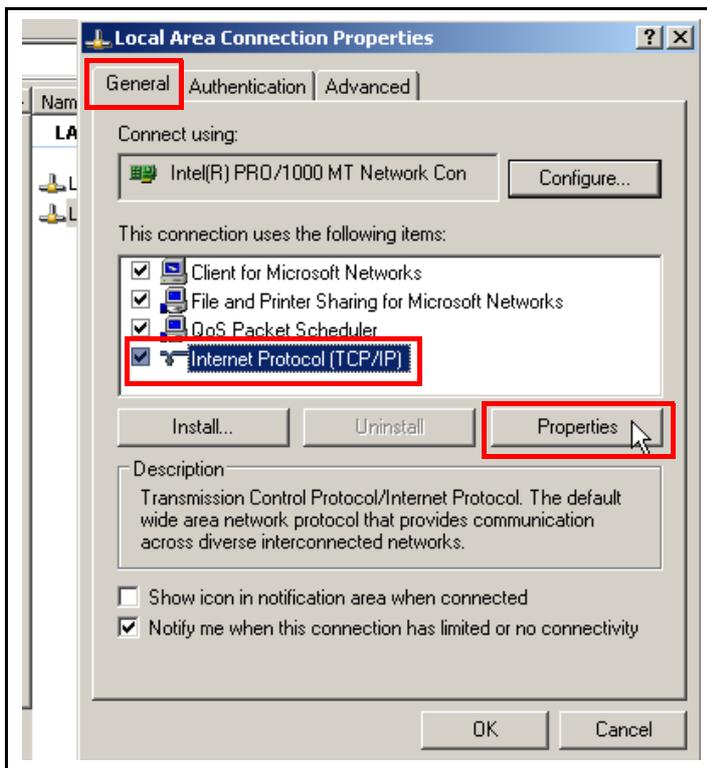 Local Area Connection Properties
General Authentication Advanced
Nam
LA
Connect using:
Intel(R) PRO/1000 MT Network Con
Configure...
L
L
This connection uses the following items:
Client for Microsoft Networks
File and Printer Sharing for Microsoft Networks
QoS Packet Scheduler
Internet Protocol (TCP/IP)
Install... Uninstall Properties
Description
Transmission Control Protocol/Internet Protocol. The default
wide area network protocol that provides communication
across diverse interconnected networks.
Show icon in notification area when connected
Notify me when this connection has limited or no connectivity
OK Cancel